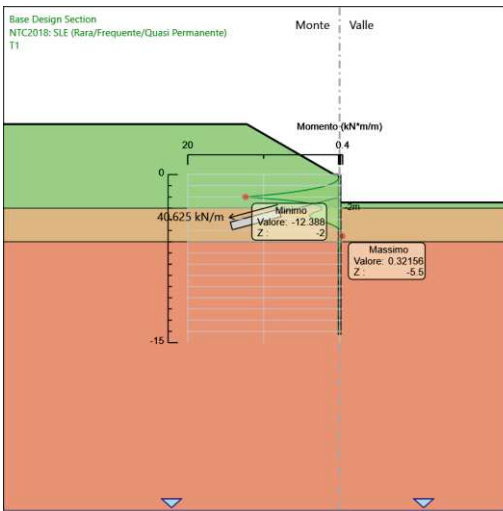 Base Design Section
NTC2018: SLE (Rara/Frequente/Quasi Permanente)
T1
Monte
Valle
Momento (kN*m/m)
20
0.4
0
-2m
40.625 kN/m
Minimo
Valore: -12.388
Z : -2
Massimo
Valore: 0.32156
Z : -5.5
-15